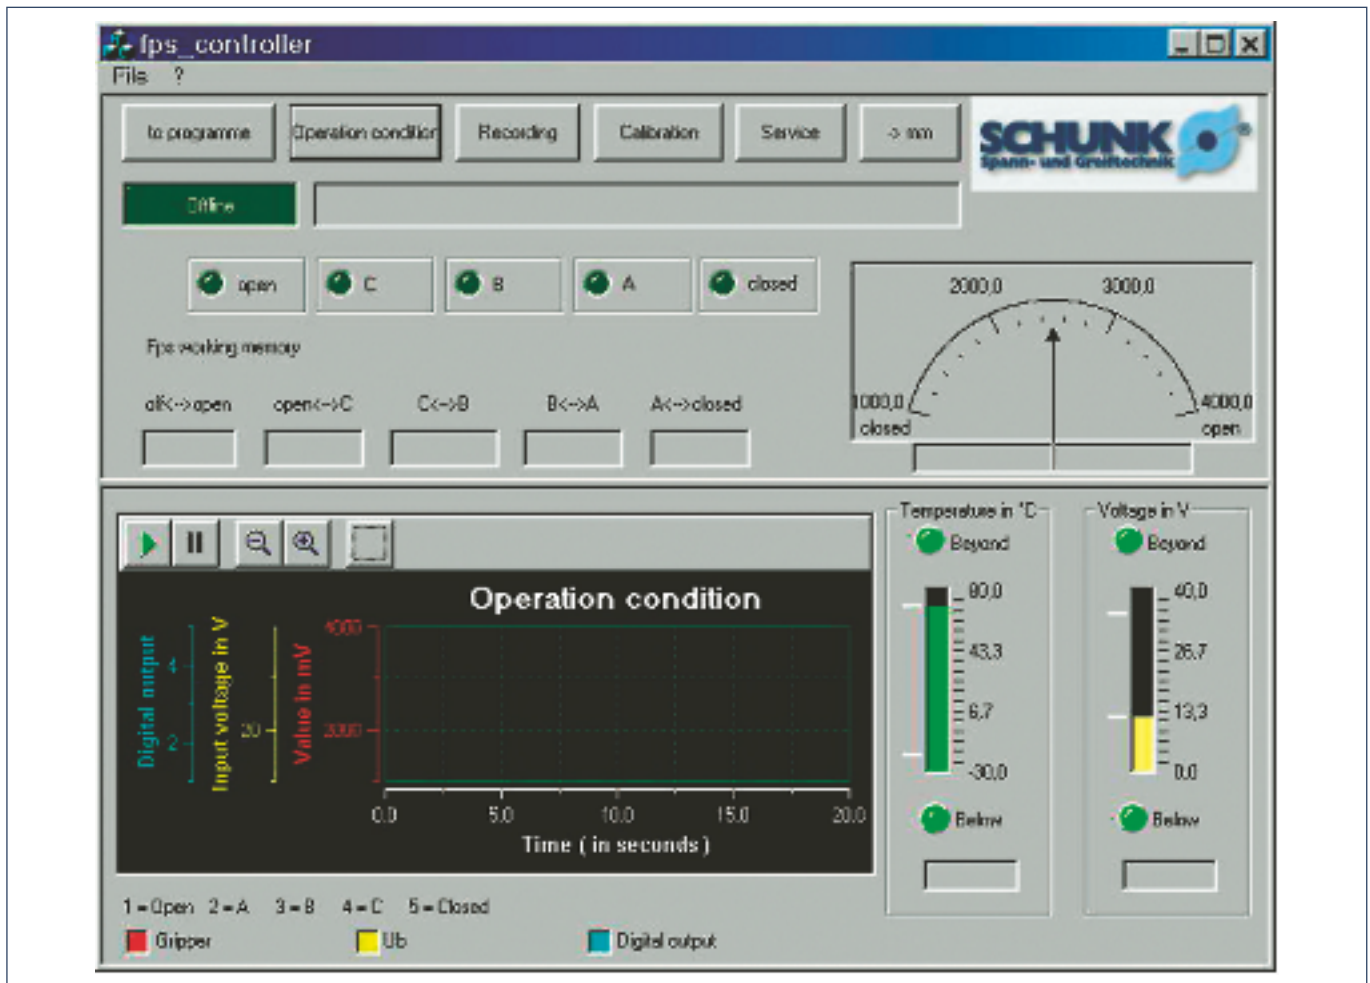 fps_controller
File ?
to programme Operation condition Recording Calibration Service -> mm
SCHUNK ®
Spann- und Greiftechnik
Offline
open C B A closed
2000,0 3000,0
Fps working memory
off<-->open open<-->C C<-->B B<-->A A<-->closed
1000,0 4000,0
closed open
Temperature in °C Voltage in V
Beyond Beyond
Operation condition
80,0 40,0
43,3 26,7
6,7 13,3
-30,0 0.0
Below Below
Digital output
4
2
Input voltage in V
20
Value in mV
4000
0.0 5.0 10.0 15.0 20.0
Time ( in seconds )
1 = Open 2 = A 3 = B 4 = C 5 = Closed
Gripper Ub Digital output